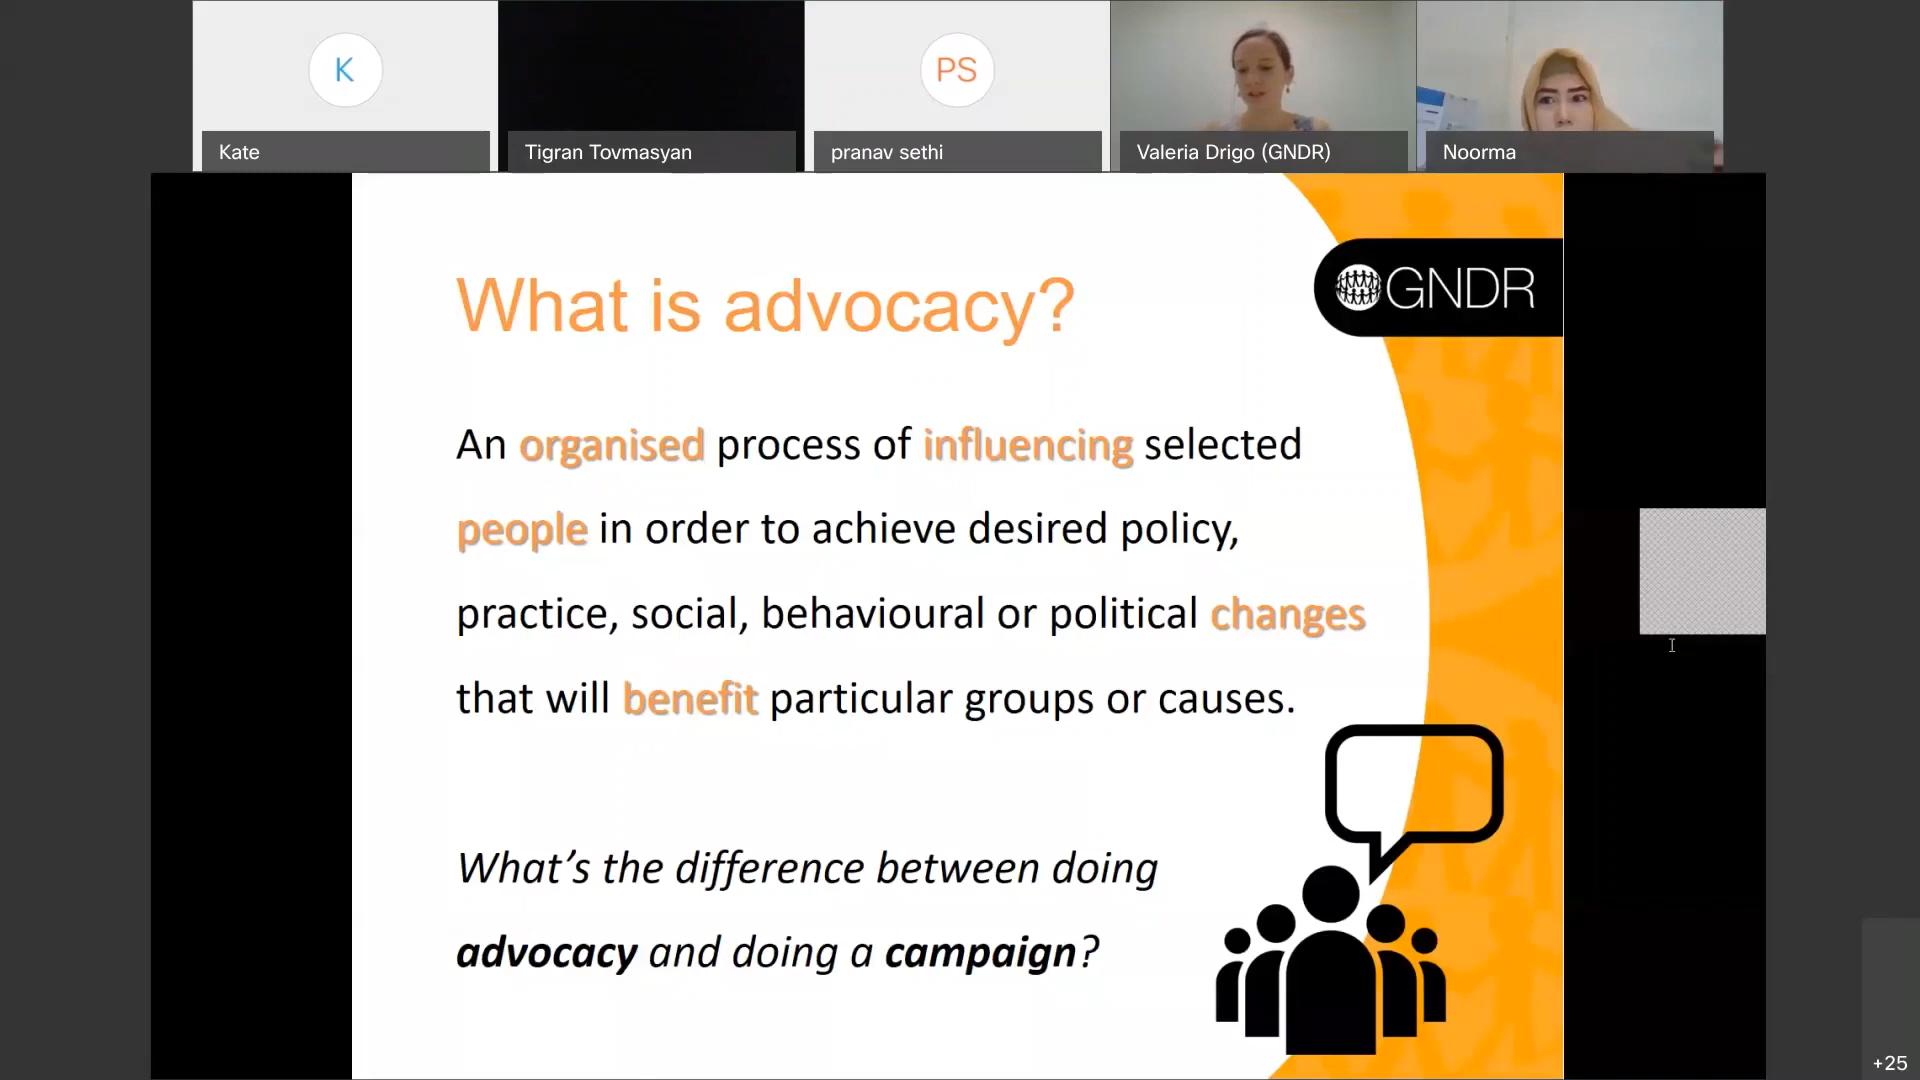 K
PS
Kate
Tigran Tovmasyan
pranav sethi
Valeria Drigo (GNDR)
Noorma
GNDR
What is advocacy?
An organised process of influencing selected
people in order to achieve desired policy,
practice, social, behavioural or political changes
that will benefit particular groups or causes.
What’s the difference between doing
advocacy and doing a campaign?
+25